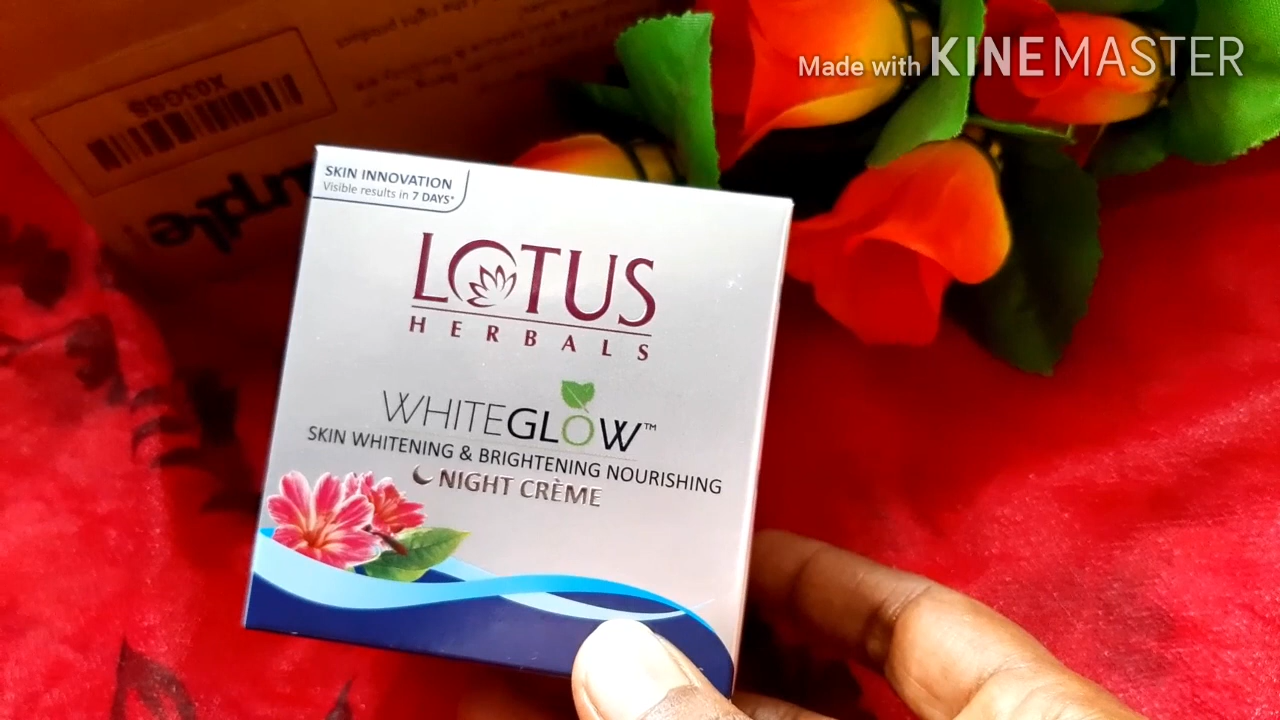 Made with KINEMASTER
X03GSS
SKIN INNOVATION
Visible results in 7 DAYS*
LOTUS
HERBALS
WHITEGLOW™
SKIN WHITENING & BRIGHTENING NOURISHING
NIGHT CRÈME